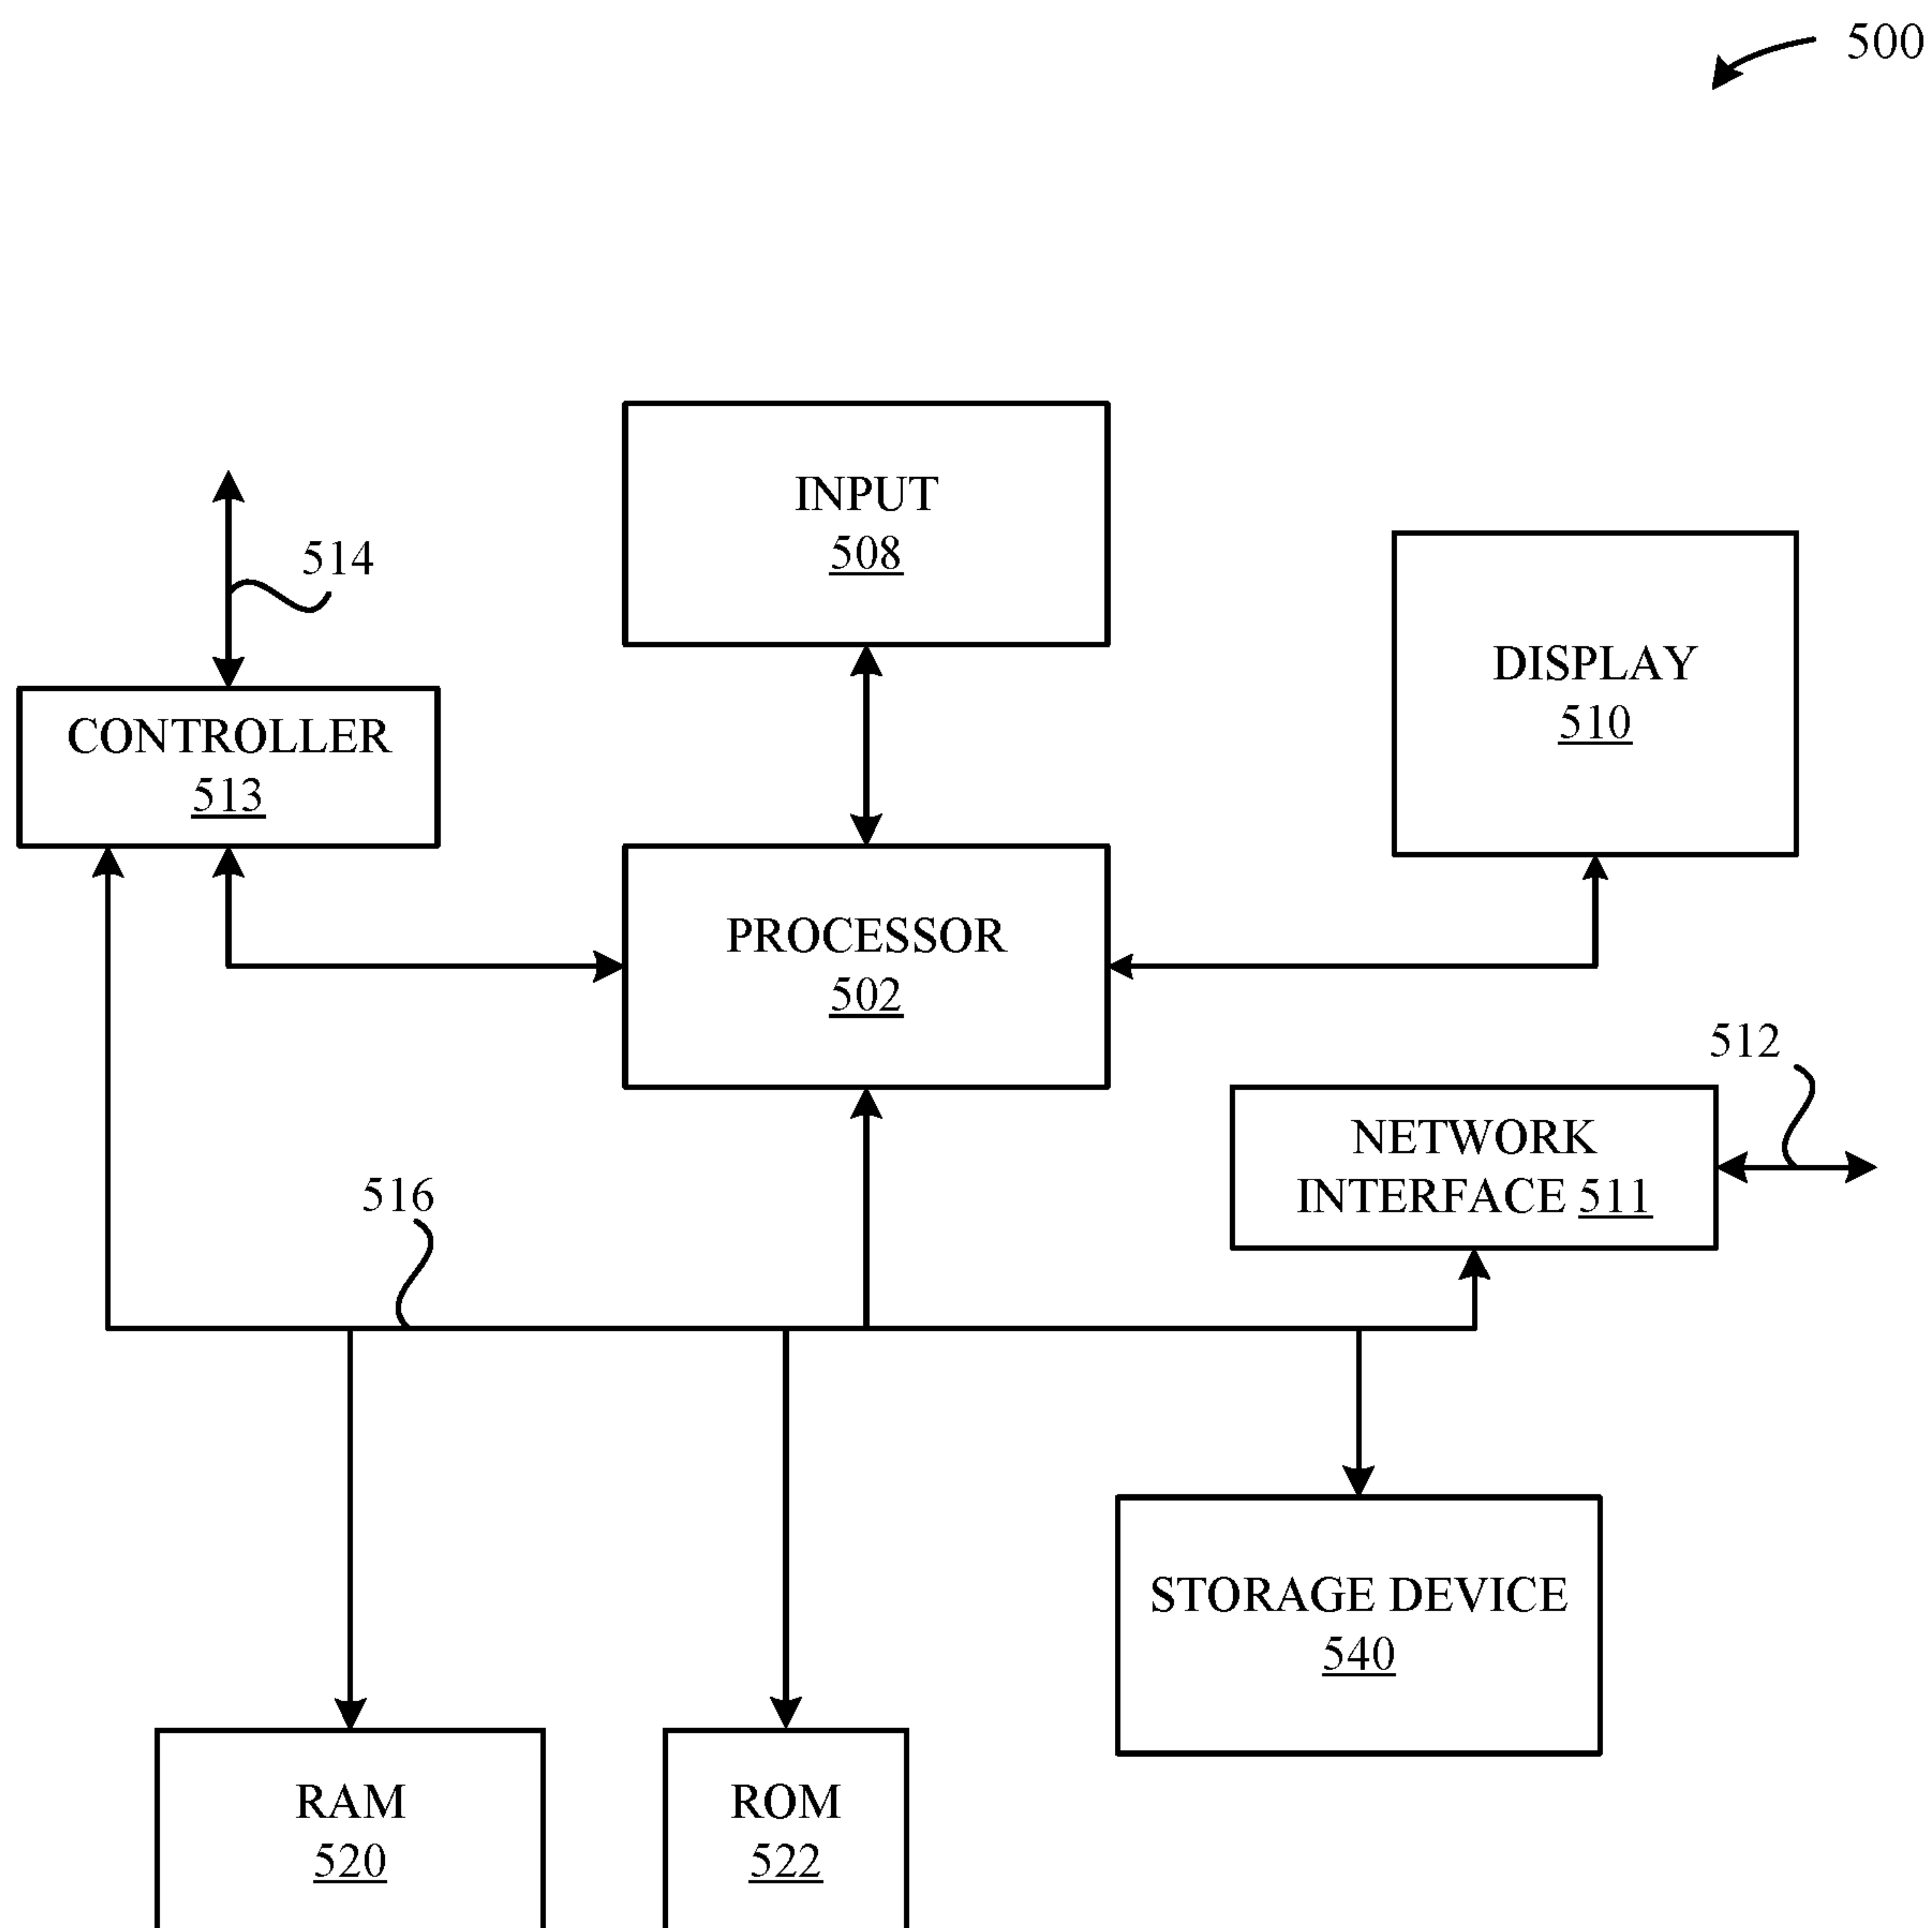 500
INPUT
508
514
DISPLAY
510
CONTROLLER
513
PROCESSOR
502
512
NETWORK
INTERFACE 511
516
STORAGE DEVICE
540
RAM
520
ROM
522